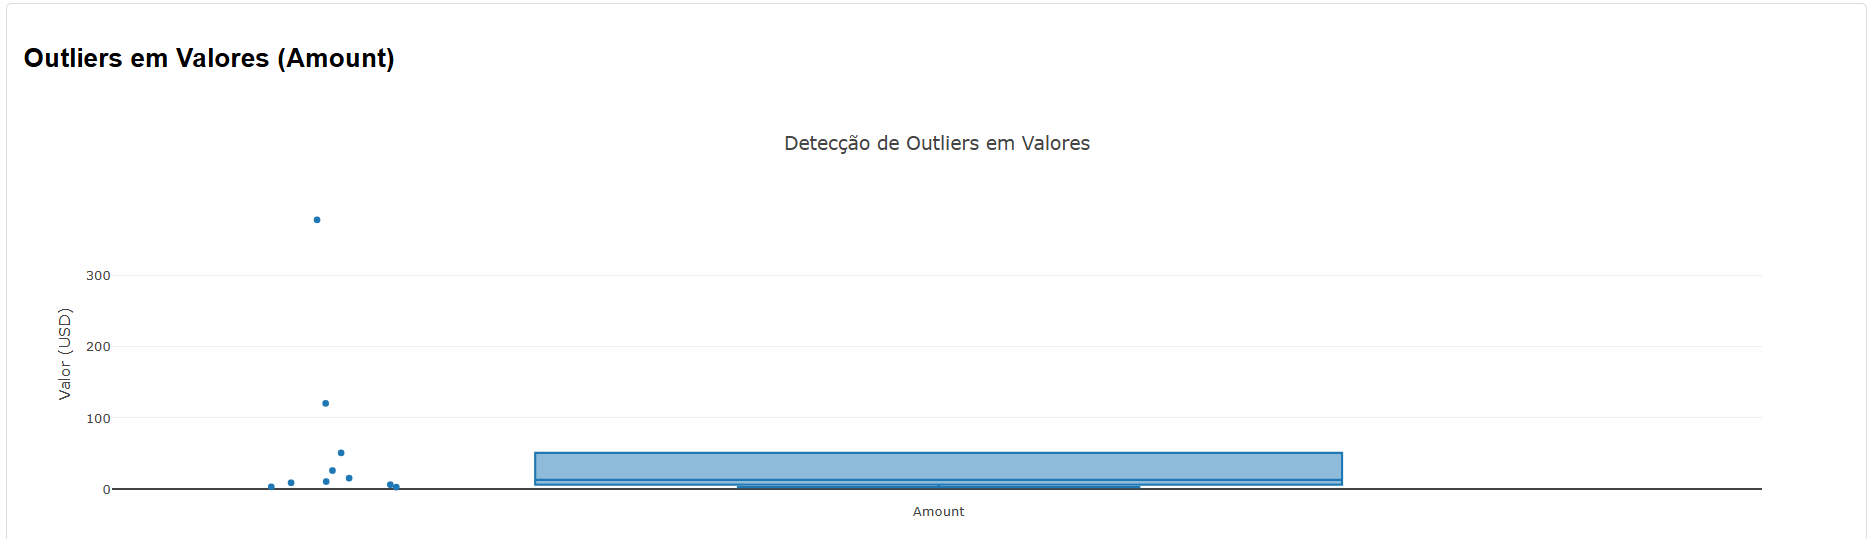 Outliers em Valores (Amount)
Detecção de Outliers em Valores
Valor (USD)
300
200
100
0
Amount